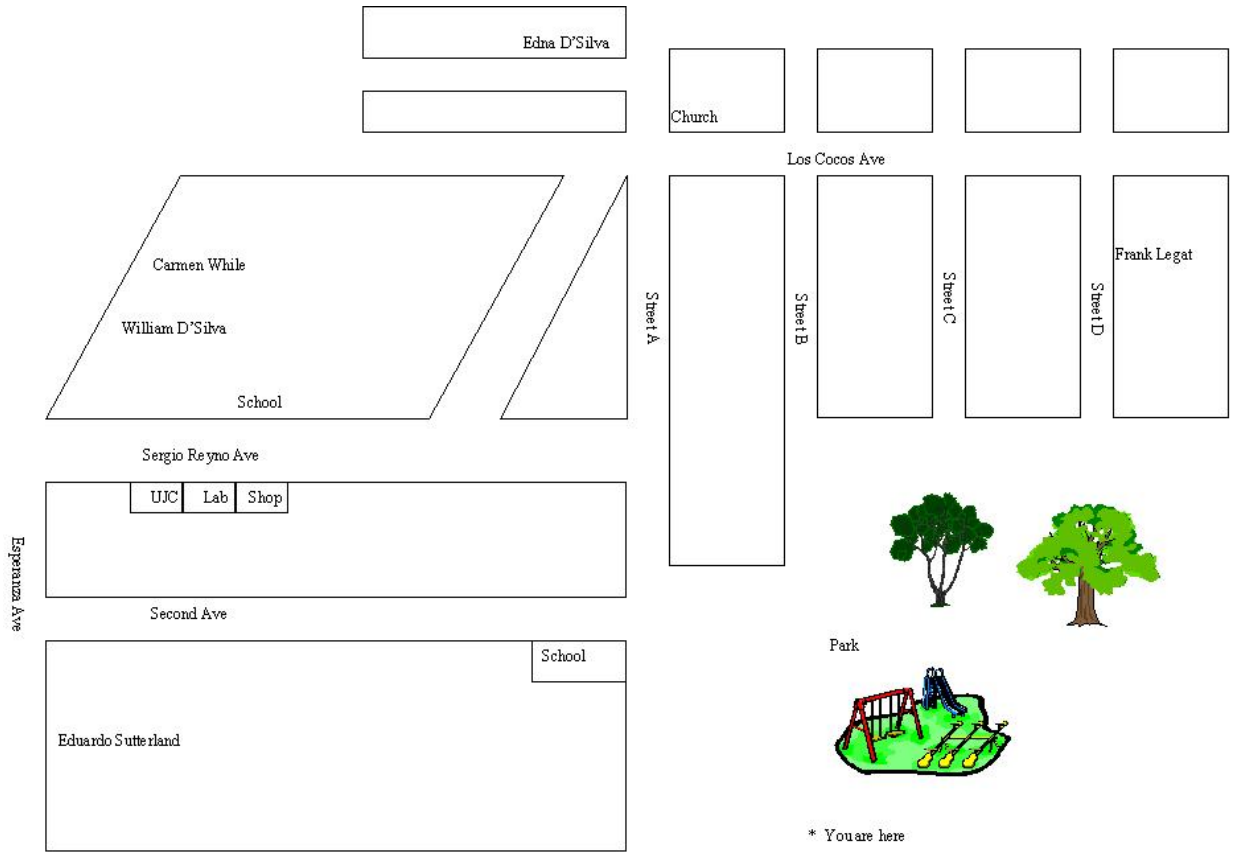 Edna D'Silva
Church
Los Cocos Ave
Carmen While
Frank Legat
William D'Silva
Street A
Street B
Street C
Street D
School
Sergio Reyno Ave
UJC
Lab
Shop
Esperanza Ave
Second Ave
School
Park
Eduardo Sutterland
* You are here